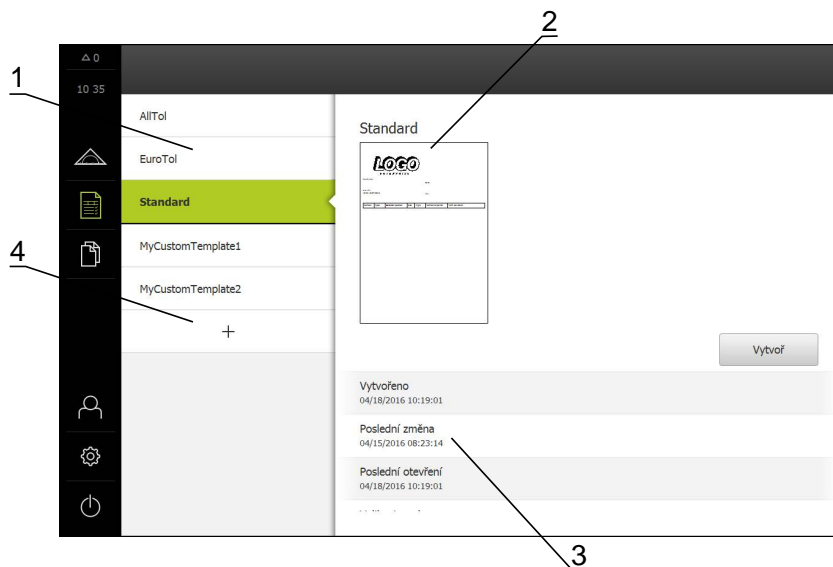 2
△ 0
1
10 35
AllTol
Standard
EuroTol
LOGO
Standard
4
MyCustomTemplate1
MyCustomTemplate2
+
Vytvoř
Vytvořeno
04/18/2016 10:19:01
Poslední změna
04/15/2016 08:23:14
Poslední otevření
04/18/2016 10:19:01
3